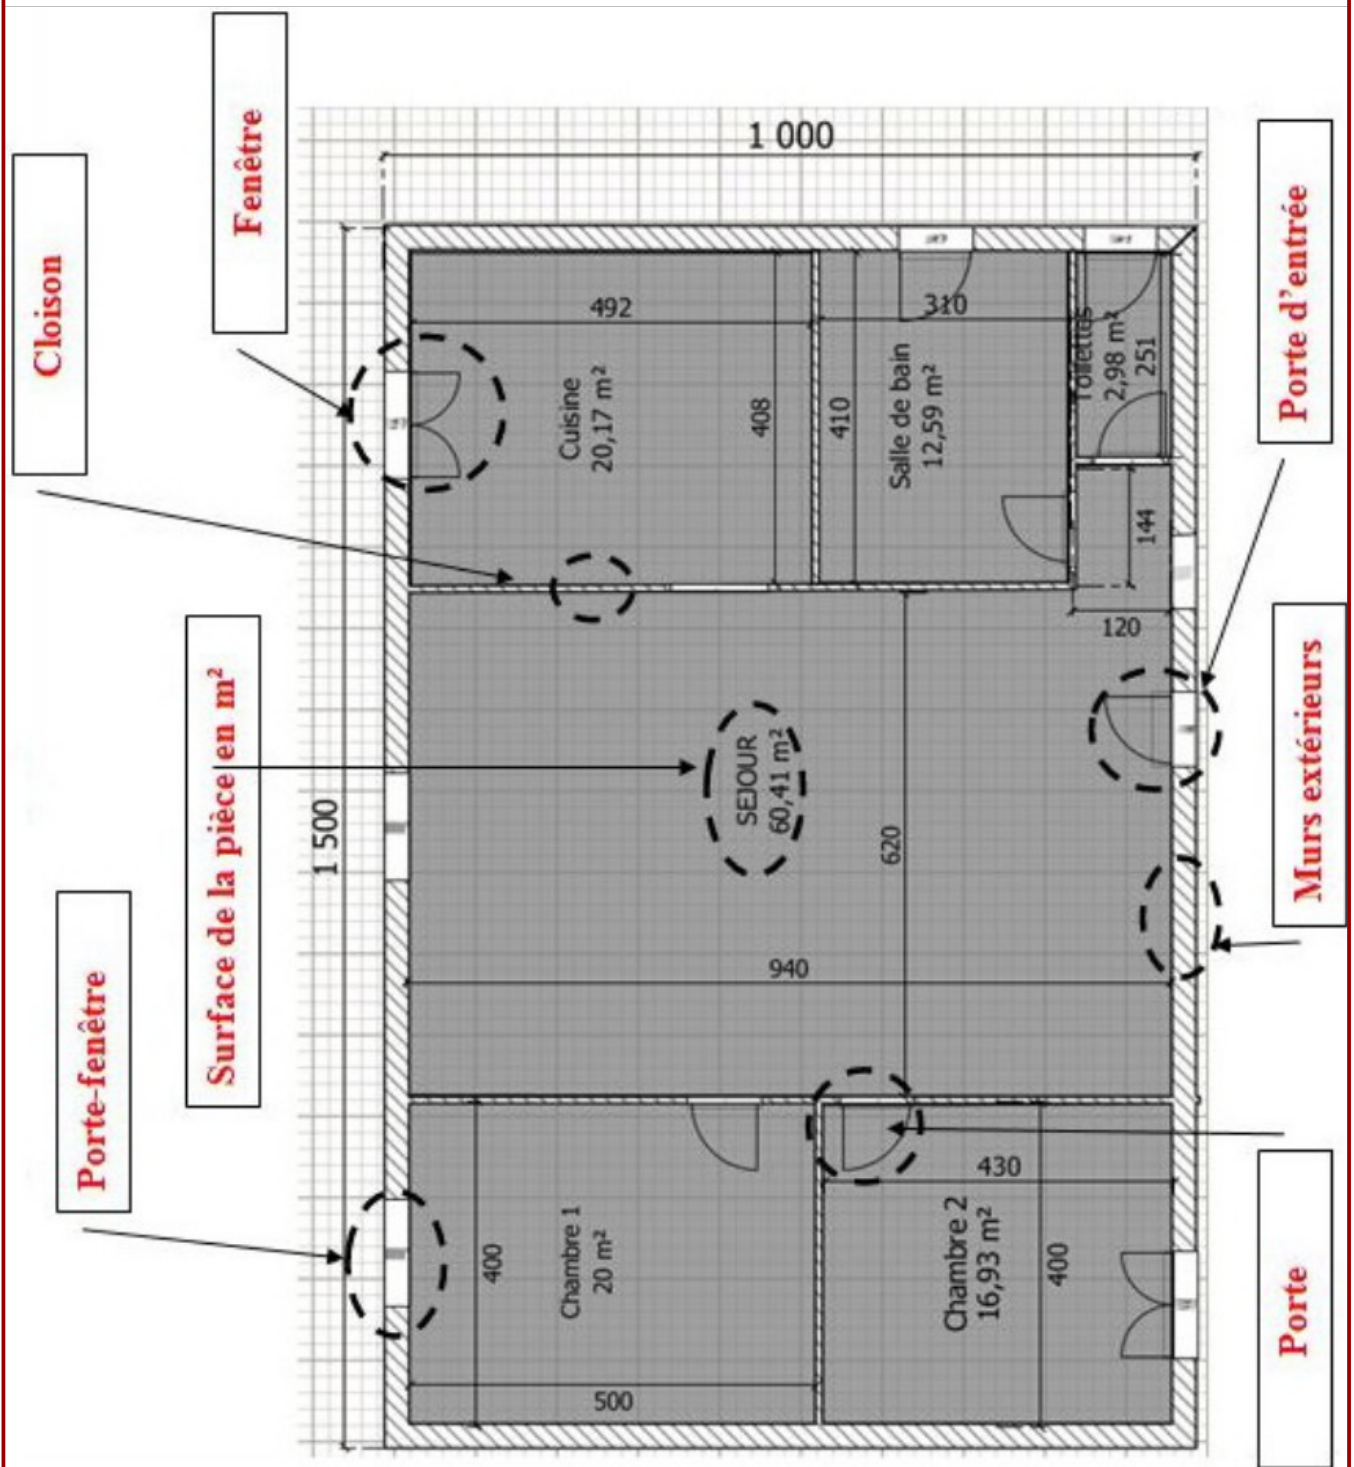 Fenêtre
Cloison
Surface de la pièce en m²
Porte-fenêtre
Porte d'entrée
Murs extérieurs
Porte
1 000
1 500
492
Cuisine
20,17 m²
408
410
Salle de bain
12,59 m²
310
Toilettes
2,98 m²
251
144
120
SEJOUR
60,41 m²
620
940
Chambre 1
20 m²
400
500
430
Chambre 2
16,93 m²
400